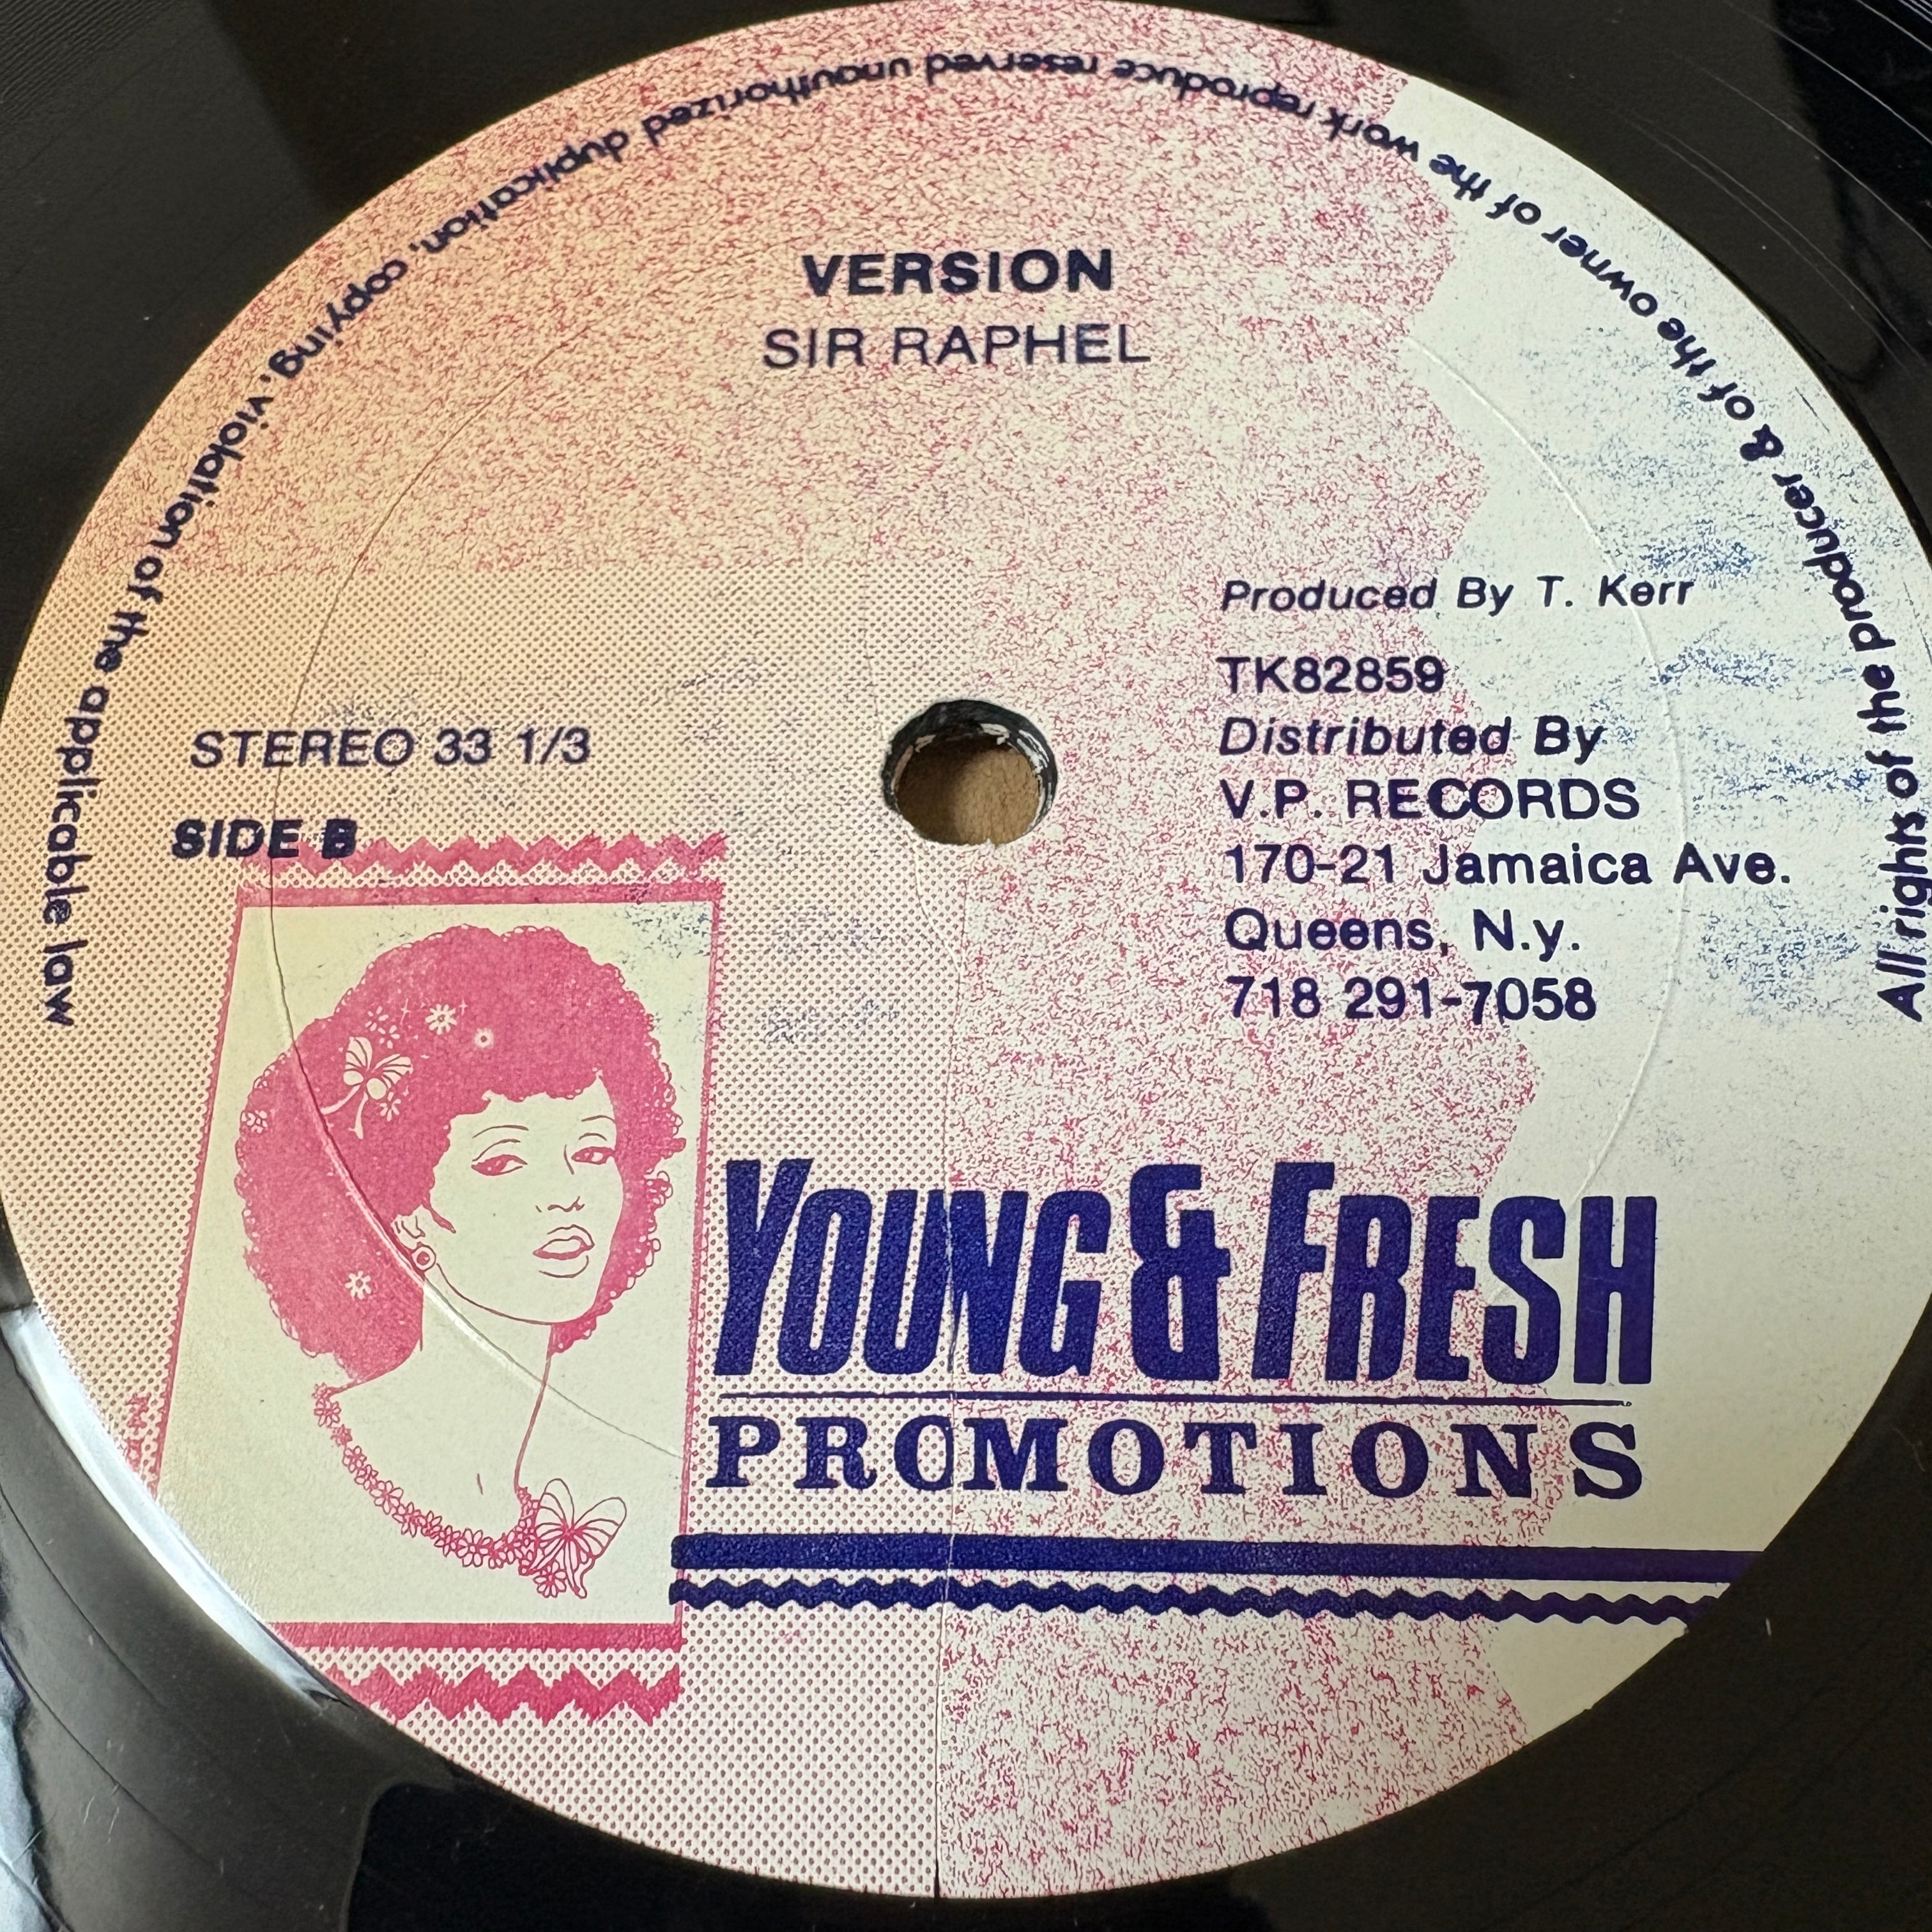 All rights of the producer & of the owner of the work reproduce reserved unauthorized duplication, copying, violation of the applicable law
VERSION
SIR RAPHEL
Produced By T. Kerr
TK82859
Distributed By
V.P. RECORDS
170-21 Jamaica Ave.
Queens, N.y.
718 291-7058
STEREO 33 1/3
SIDE B
YOUNG & FRESH
PROMOTIONS